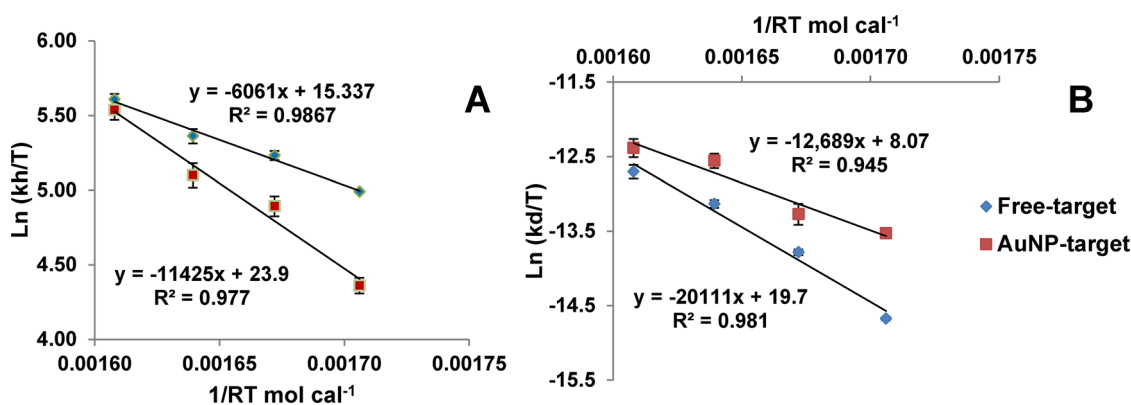 A
Ln (kh/T)
6.00
5.50
5.00
4.50
4.00
y = -6061x + 15.337
R² = 0.9867
y = -11425x + 23.9
R² = 0.977
0.00160
0.00165
0.00170
0.00175
1/RT mol cal⁻¹
B
1/RT mol cal⁻¹
0.00160
0.00165
0.00170
0.00175
Ln (kd/T)
-11.5
-12.5
-13.5
-14.5
-15.5
y = -12,689x + 8.07
R² = 0.945
y = -20111x + 19.7
R² = 0.981
Free-target
AuNP-target